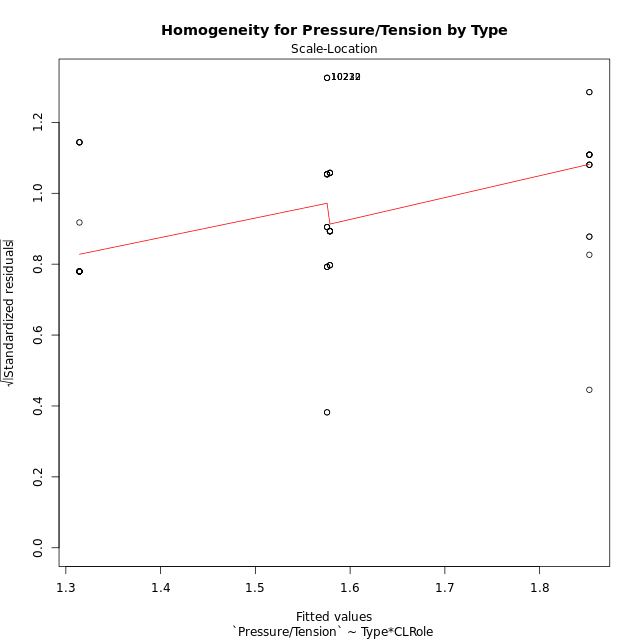 Homogeneity for Pressure/Tension by Type
Scale-Location
1.2
1.0
0.8
0.6
0.4
0.2
0.0
√|Standardized residuals|
1.3 1.4 1.5 1.6 1.7 1.8
Fitted values
`Pressure/Tension` ~ Type*CLRole